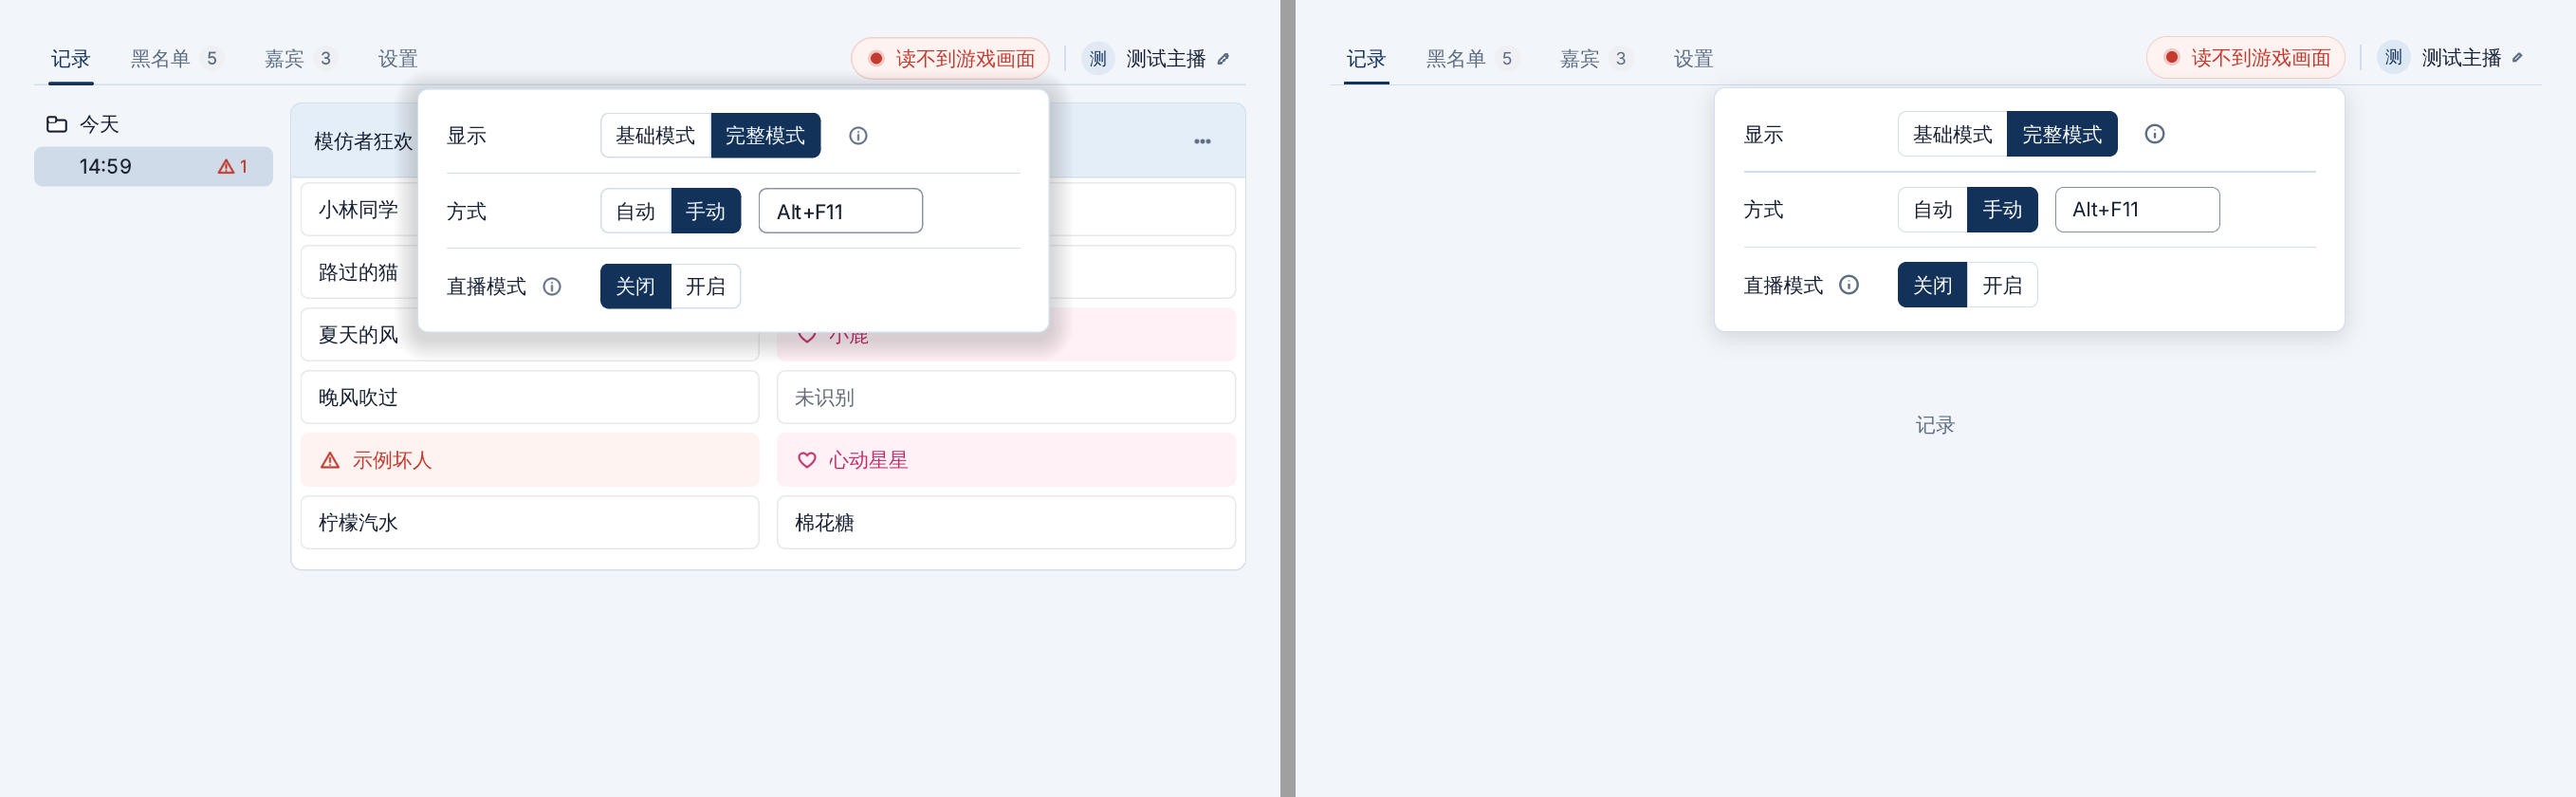 记录 黑名单 5 嘉宾 3 设置 读不到游戏画面 测 测试主播
今天
14:59 1
模仿者狂欢
显示 基础模式 完整模式
方式 自动 手动 Alt+F11
直播模式 关闭 开启
小林同学
路过的猫
夏天的风 小鹿
晚风吹过 未识别
示例坏人 心动星星
柠檬汽水 棉花糖
记录 黑名单 5 嘉宾 3 设置 读不到游戏画面 测 测试主播
显示 基础模式 完整模式
方式 自动 手动 Alt+F11
直播模式 关闭 开启
记录